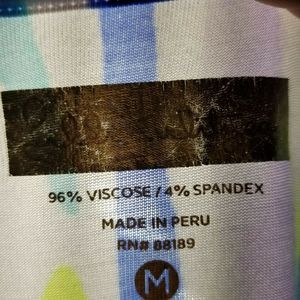 96% VISCOSE / 4% SPANDEX
MADE IN PERU
RN# 88189
M